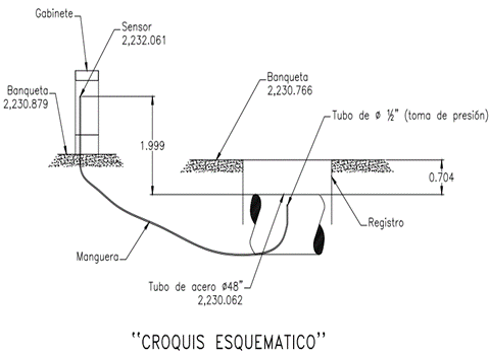 Gabinete
Sensor
2,232.061
Banqueta
2,230.879
Banqueta
2,230.766
Tubo de ø ½" (toma de presión)
1.999
0.704
Registro
Manguera
Tubo de acero ø48"
2,230.062
"CROQUIS ESQUEMATICO"